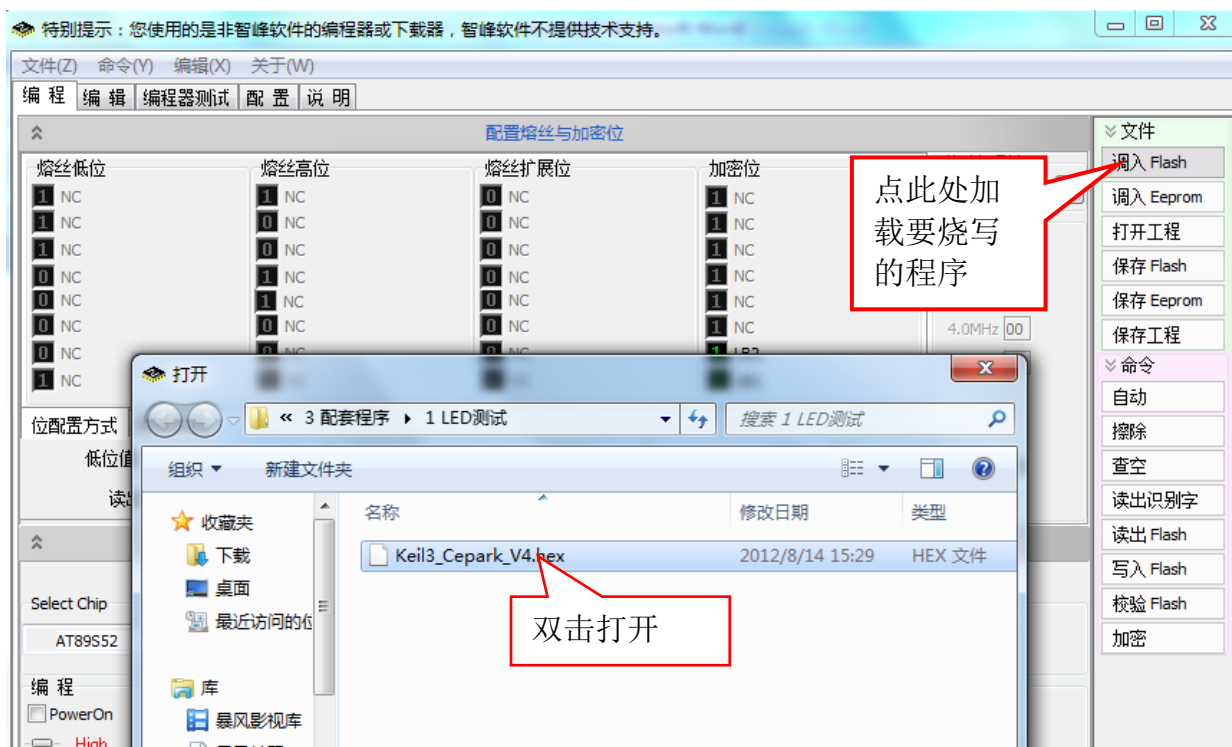 特别提示：您使用的是非智峰软件的编程器或下载器，智峰软件不提供技术支持。
文件(Z) 命令(Y) 编辑(X) 关于(W)
编 程 编 辑 编程器测试 配 置 说 明
配置熔丝与加密位
熔丝低位 熔丝高位 熔丝扩展位 加密位
1 NC 1 NC 0 NC 1 NC
1 NC 0 NC 0 NC 1 NC
1 NC 0 NC 0 NC 1 NC
0 NC 1 NC 0 NC 1 NC
0 NC 1 NC 0 NC 1 NC
0 NC 0 NC 0 NC 1 NC
4.0MHz 00
0 NC
1 NC
点此处加
载要烧写
的程序
文件
调入 Flash
调入 Eeprom
打开工程
保存 Flash
保存 Eeprom
保存工程
命令
自动
擦除
查空
读出识别字
读出 Flash
写入 Flash
校验 Flash
加密
位配置方式
低位值
Select Chip
AT89S52
编 程
PowerOn
High
打开
« 3 配套程序 1 LED测试
搜索 1 LED测试
组织 新建文件夹
收藏夹
下载
桌面
最近访问的位
库
暴风影视库
名称 修改日期 类型
Keil3_Cepark_V4.hex 2012/8/14 15:29 HEX 文件
双击打开